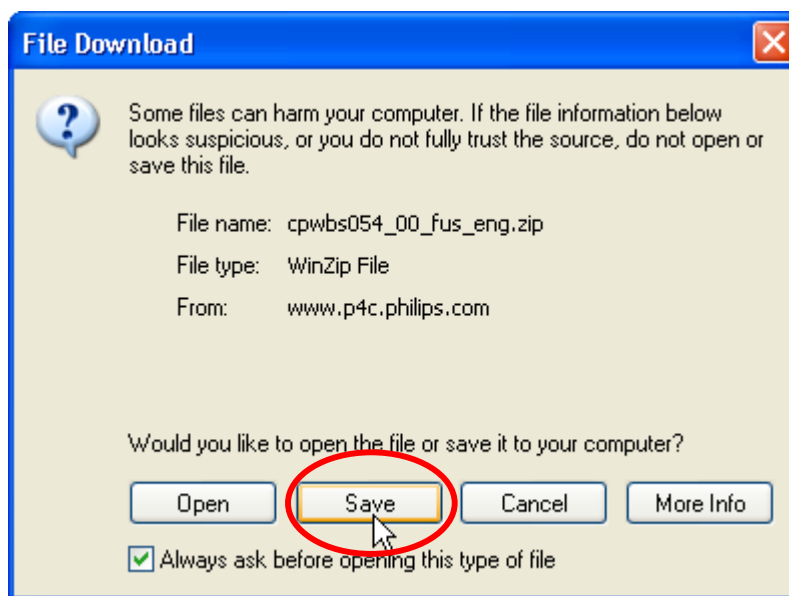 File Download
Some files can harm your computer. If the file information below
looks suspicious, or you do not fully trust the source, do not open or
save this file.
File name: cpwbs054_00_fus_eng.zip
File type: WinZip File
From: www.p4c.philips.com
Would you like to open the file or save it to your computer?
Open Save Cancel More Info
Always ask before opening this type of file